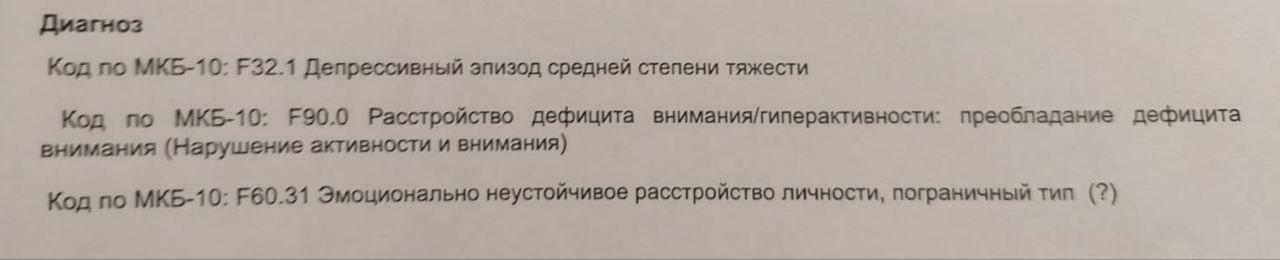 Диагноз
Код по МКБ-10: F32.1 Депрессивный эпизод средней степени тяжести
Код по МКБ-10: F90.0 Расстройство дефицита внимания/гиперактивности: преобладание дефицита
внимания (Нарушение активности и внимания)
Код по МКБ-10: F60.31 Эмоционально неустойчивое расстройство личности, пограничный тип (?)